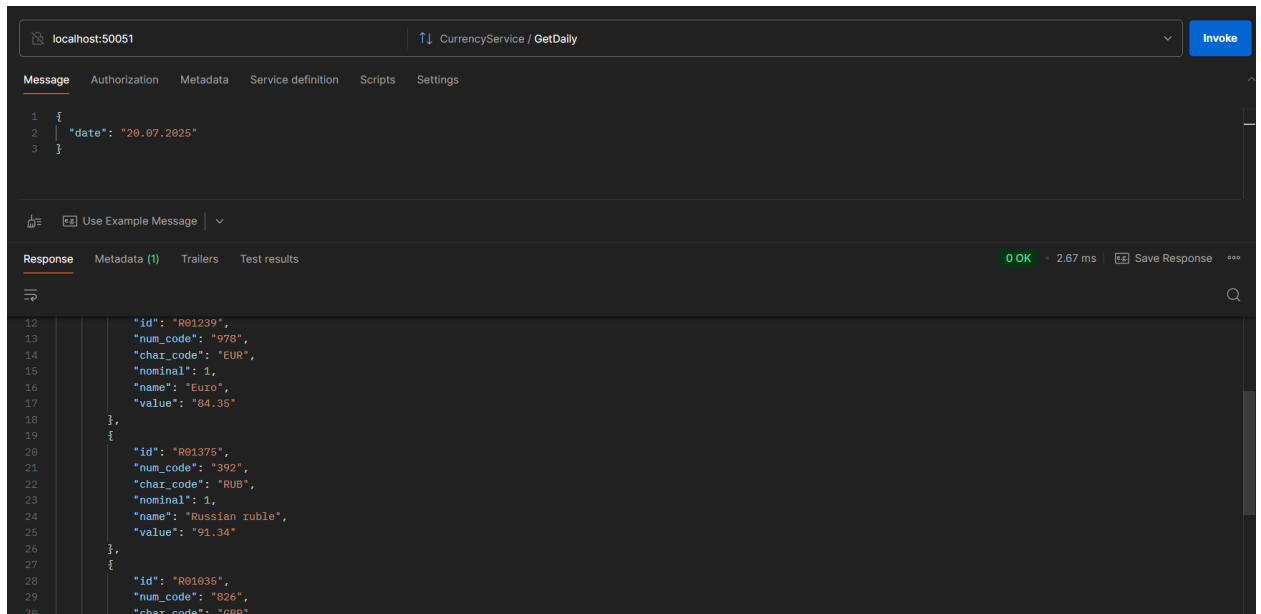 localhost:50051 CurrencyService / GetDaily Invoke
Message Authorization Metadata Service definition Scripts Settings
1 {
2 "date": "20.07.2025"
3 }
e.g. Use Example Message
Response Metadata (1) Trailers Test results 0 OK • 2.67 ms e.g. Save Response
12 "id": "R01239",
13 "num_code": "978",
14 "char_code": "EUR",
15 "nominal": 1,
16 "name": "Euro",
17 "value": "84.35"
18 },
19 {
20 "id": "R01375",
21 "num_code": "392",
22 "char_code": "RUB",
23 "nominal": 1,
24 "name": "Russian ruble",
25 "value": "91.34"
26 },
27 {
28 "id": "R01035",
29 "num_code": "826",
30 "char_code": "GBP"